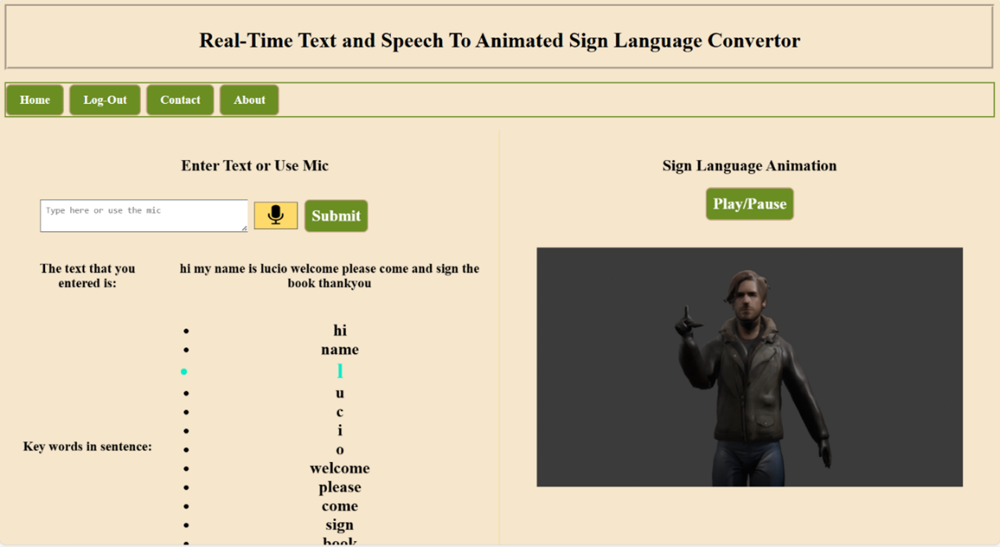 Real-Time Text and Speech To Animated Sign Language Convertor
Home
Log-Out
Contact
About
Enter Text or Use Mic
Type here or use the mic
Submit
The text that you
entered is:
hi my name is lucio welcome please come and sign the
book thankyou
Key words in sentence:
hi
name
l
u
c
i
o
welcome
please
come
sign
book
Sign Language Animation
Play/Pause